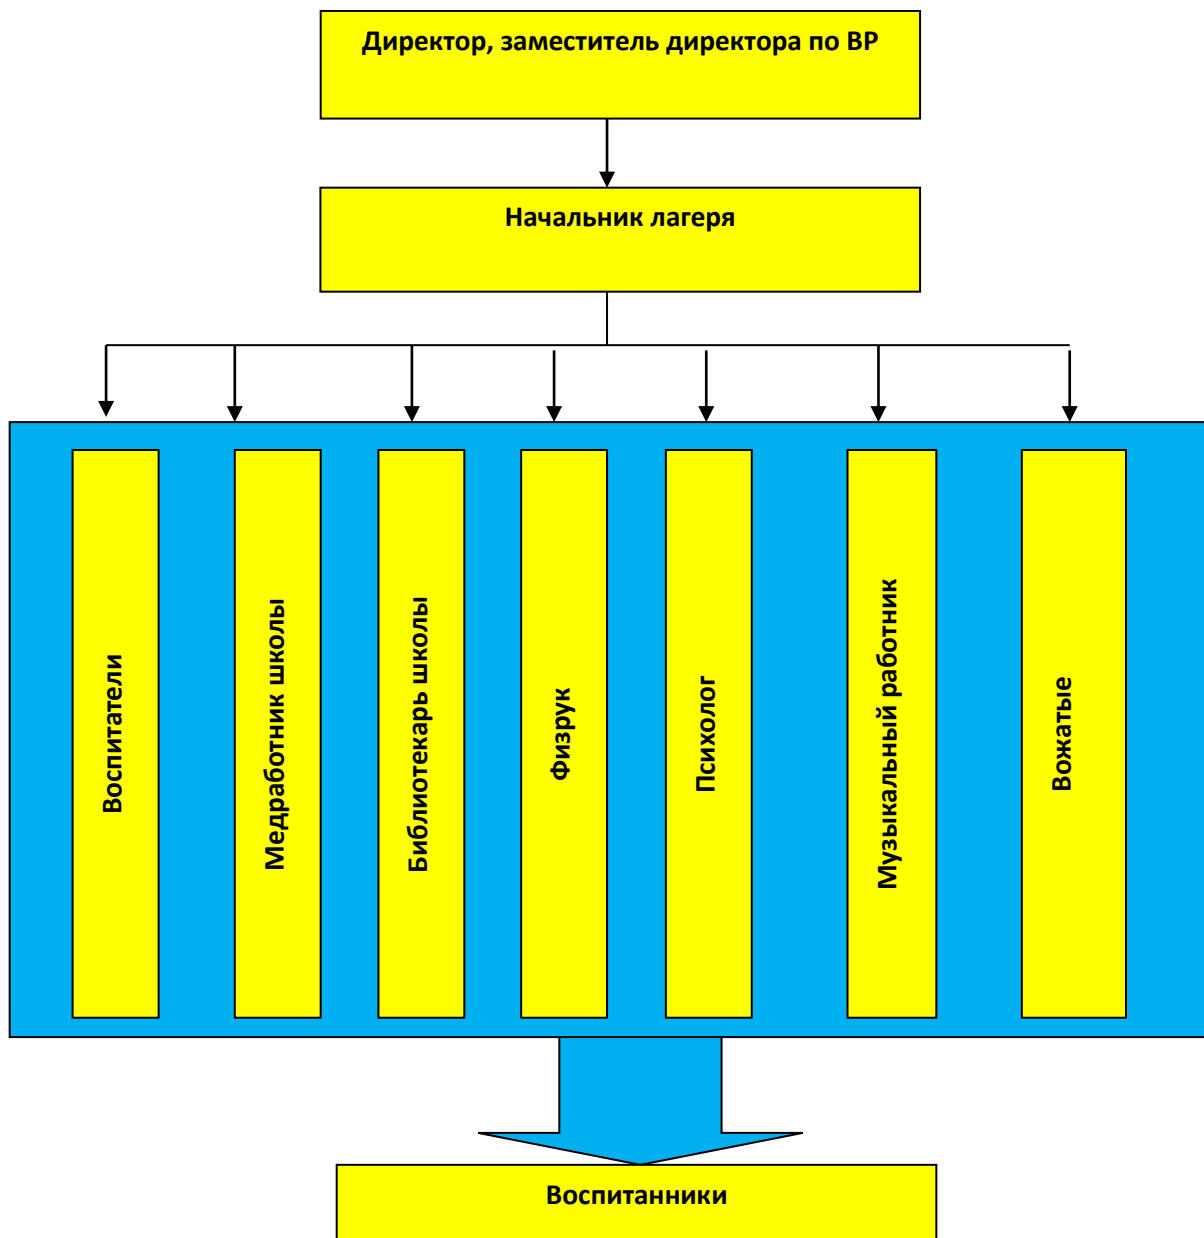 Директор, заместитель директора по ВР
Начальник лагеря
Воспитатели
Медработник школы
Библиотекарь школы
Физрук
Психолог
Музыкальный работник
Вожатые
Воспитанники